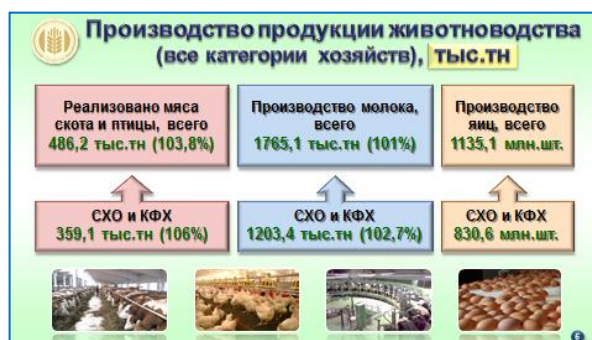 Производство продукции животноводства
(все категории хозяйств), тыс.тн
Реализовано мяса
скота и птицы, всего
486,2 тыс.тн (103,8%)
Производство молока,
всего
1765,1 тыс.тн (101%)
Производство
яиц, всего
1135,1 млн.шт.
СХО и КФХ
359,1 тыс.тн (106%)
СХО и КФХ
1203,4 тыс.тн (102,7%)
СХО и КФХ
830,6 млн.шт.